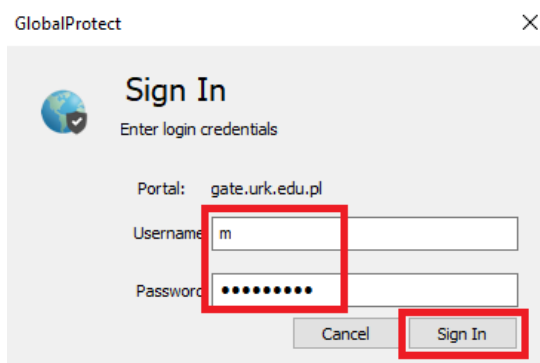 GlobalProtect
Sign In
Enter login credentials
Portal: gate.urk.edu.pl
Username m
Password •••••••••
Cancel Sign In